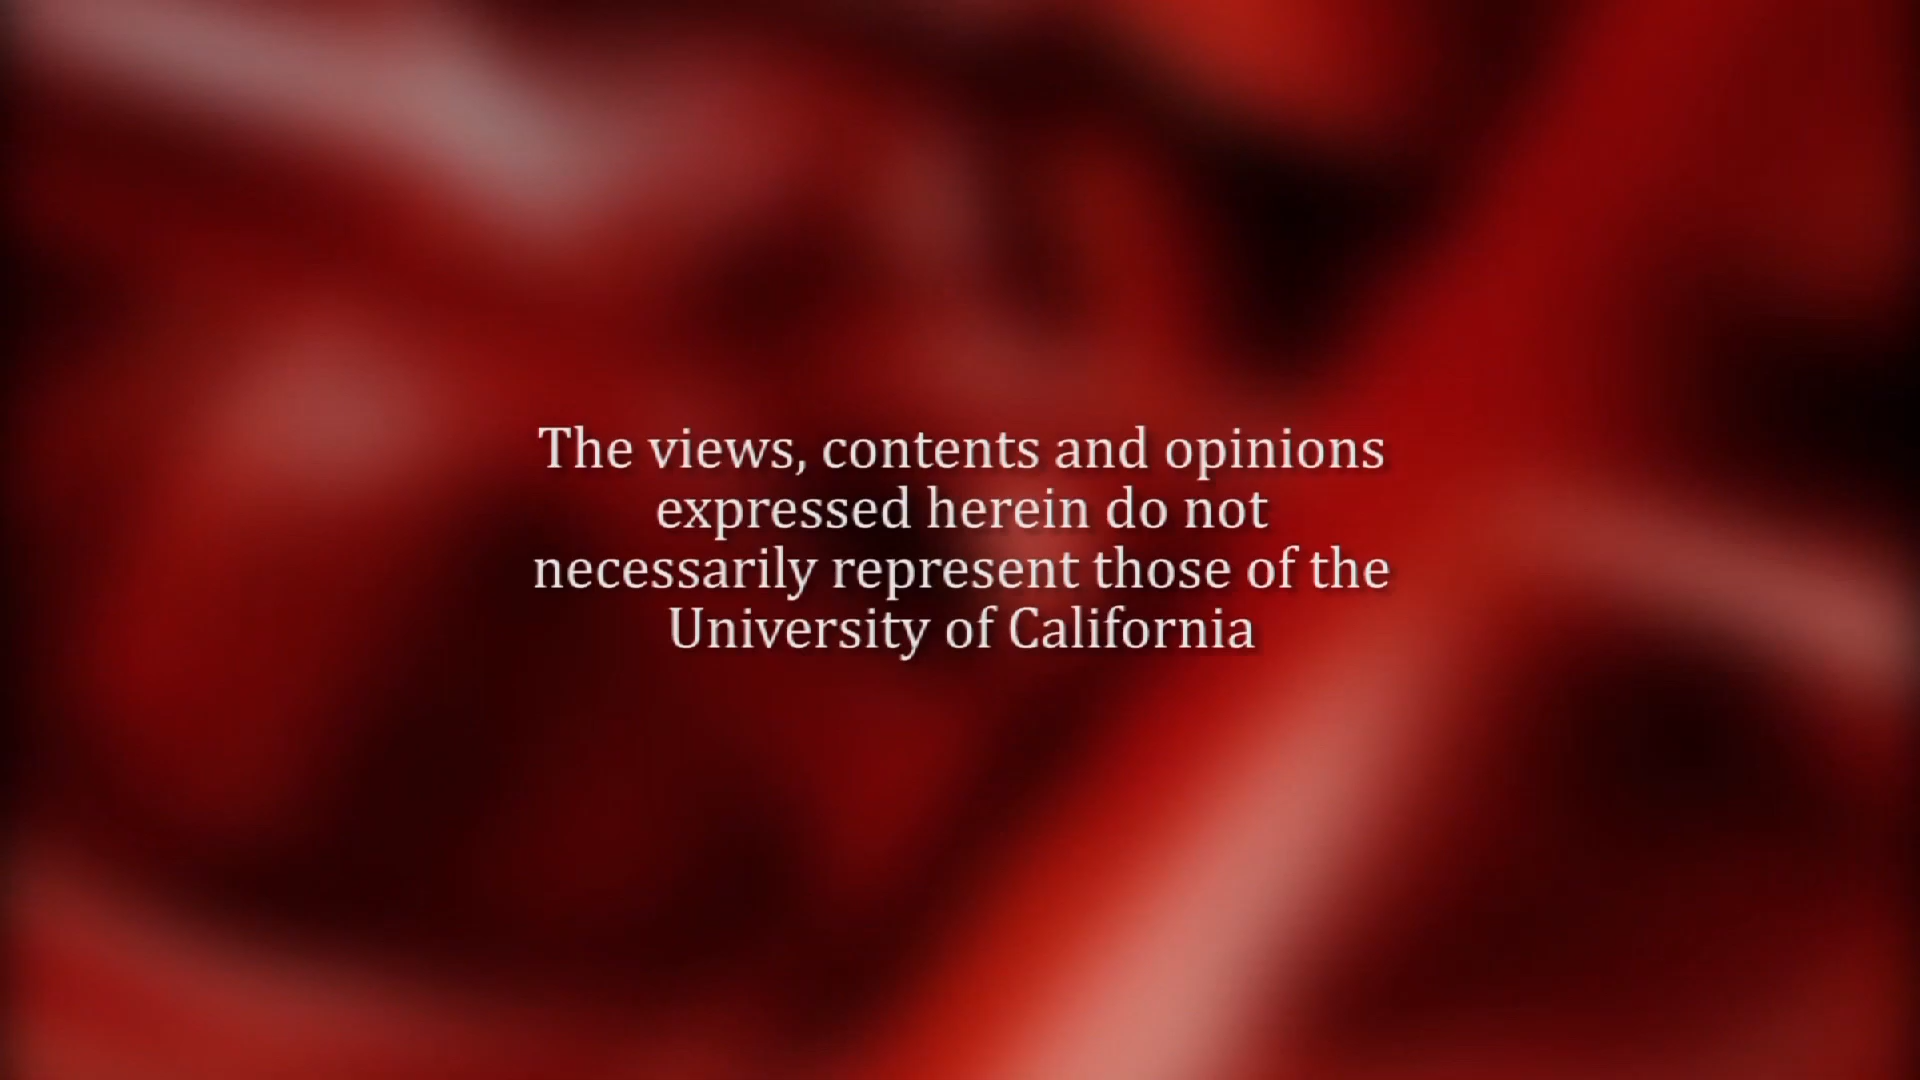 The views, contents and opinions
expressed herein do not
necessarily represent those of the
University of California